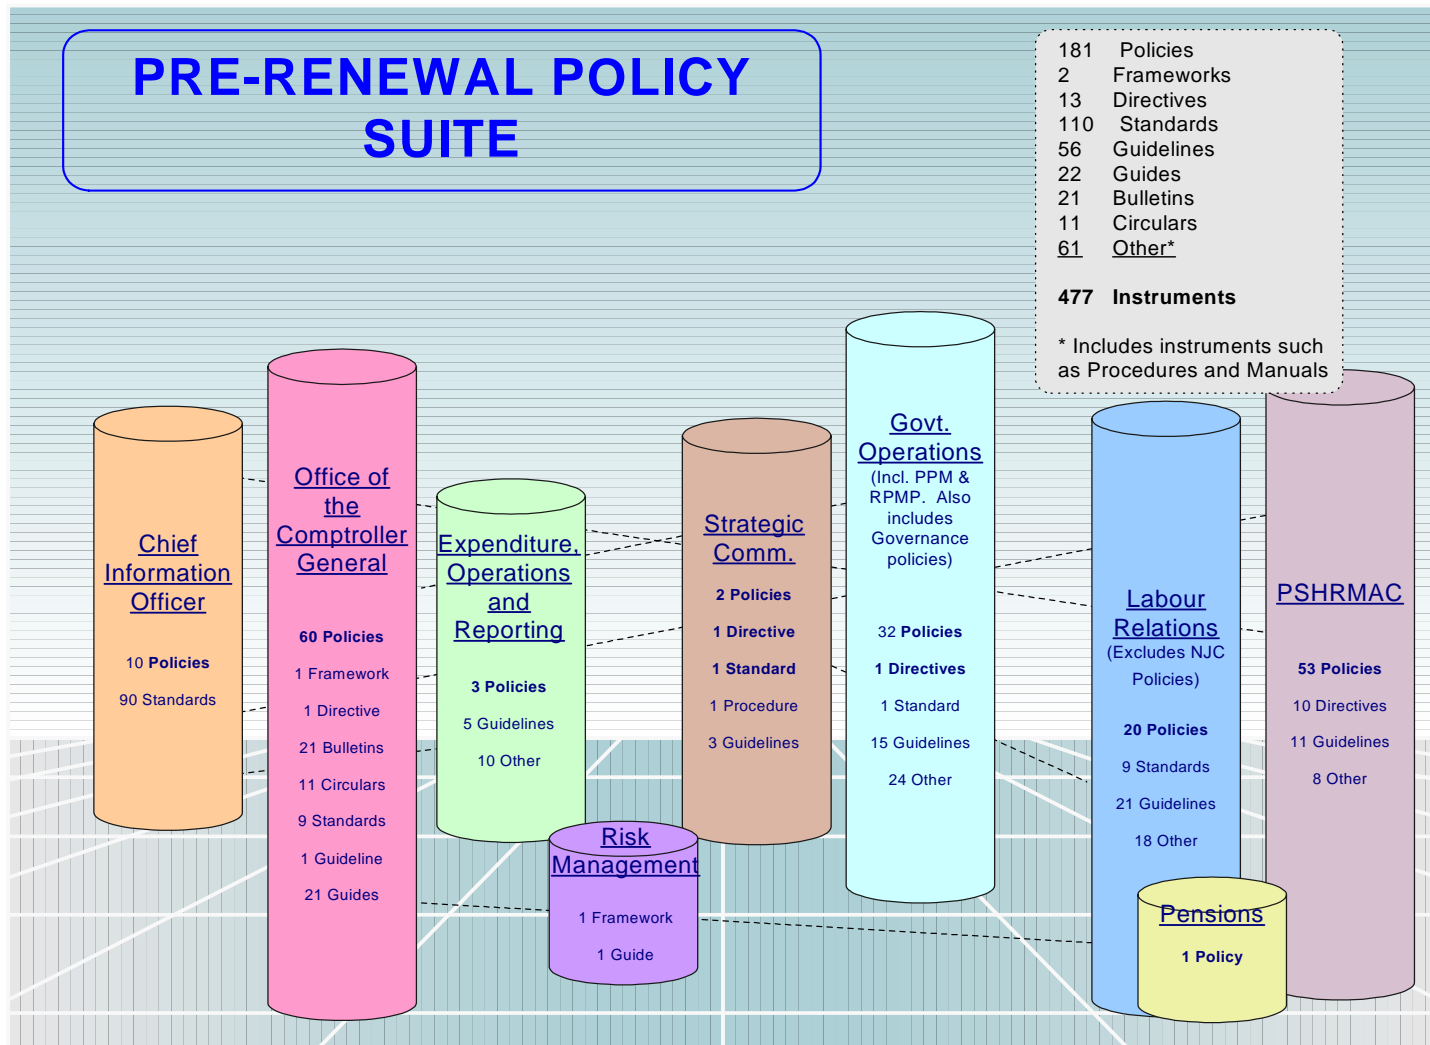 PRE-RENEWAL POLICY
SUITE
181 Policies
2 Frameworks
13 Directives
110 Standards
56 Guidelines
22 Guides
21 Bulletins
11 Circulars
61 Other*
477 Instruments
* Includes instruments such
as Procedures and Manuals
Chief
Information
Officer
10 Policies
90 Standards
Office of
the
Comptroller
General
60 Policies
1 Framework
1 Directive
21 Bulletins
11 Circulars
9 Standards
1 Guideline
21 Guides
Expenditure,
Operations
and
Reporting
3 Policies
5 Guidelines
10 Other
Risk
Management
1 Framework
1 Guide
Strategic
Comm.
2 Policies
1 Directive
1 Standard
1 Procedure
3 Guidelines
Govt.
Operations
(Incl. PPM &
RPMP. Also
includes
Governance
policies)
32 Policies
1 Directives
1 Standard
15 Guidelines
24 Other
Labour
Relations
(Excludes NJC
Policies)
20 Policies
9 Standards
21 Guidelines
18 Other
Pensions
1 Policy
PSHRMAC
53 Policies
10 Directives
11 Guidelines
8 Other